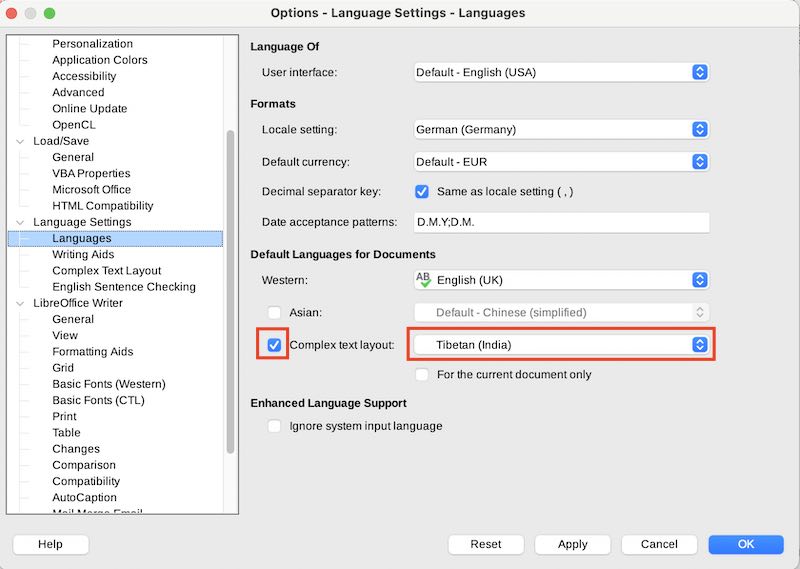 Options - Language Settings - Languages
Personalization
Application Colors
Accessibility
Advanced
Online Update
OpenCL
Load/Save
General
VBA Properties
Microsoft Office
HTML Compatibility
Language Settings
Languages
Writing Aids
Complex Text Layout
English Sentence Checking
LibreOffice Writer
General
View
Formatting Aids
Grid
Basic Fonts (Western)
Basic Fonts (CTL)
Print
Table
Changes
Comparison
Compatibility
AutoCaption
Mail Merge Email
Language Of
User interface: Default - English (USA)
Formats
Locale setting: German (Germany)
Default currency: Default - EUR
Decimal separator key: Same as locale setting ( , )
Date acceptance patterns: D.M.Y;D.M.
Default Languages for Documents
Western: AB English (UK)
Asian: Default - Chinese (simplified)
Complex text layout: Tibetan (India)
For the current document only
Enhanced Language Support
Ignore system input language
Help Reset Apply Cancel OK